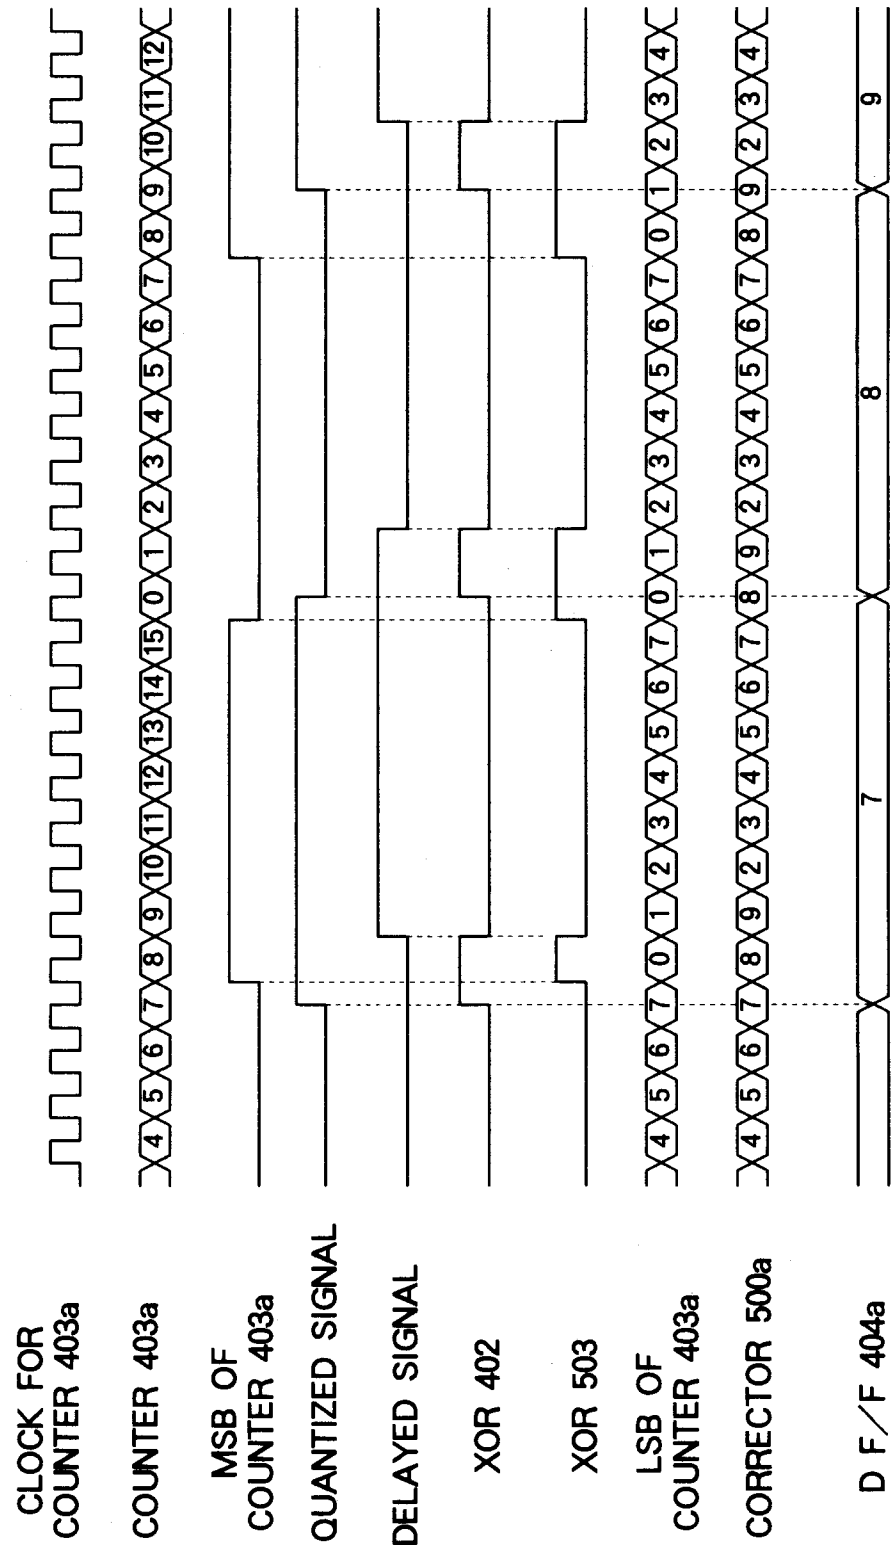 CLOCK FOR
COUNTER 403a
COUNTER 403a 4 5 6 7 8 9 10 11 12 13 14 15 0 1 2 3 4 5 6 7 8 9 10 11 12
MSB OF
COUNTER 403a
QUANTIZED SIGNAL
DELAYED SIGNAL
XOR 402
XOR 503
LSB OF
COUNTER 403a 4 5 6 7 0 1 2 3 4 5 6 7 0 1 2 3 4 5 6 7 0 1 2 3 4
CORRECTOR 500a 4 5 6 7 8 9 2 3 4 5 6 7 8 9 2 3 4 5 6 7 8 9 2 3 4
D F/F 404a 7 8 9